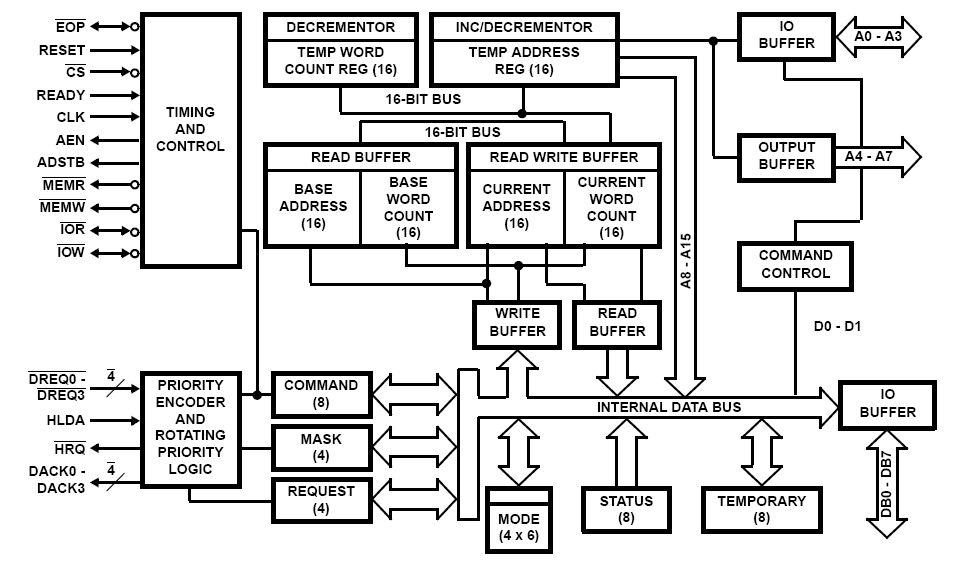 EOP
RESET
CS
READY
CLK
AEN
ADSTB
MEMR
MEMW
IOR
IOW
TIMING
AND
CONTROL
DECREMENTOR
TEMP WORD
COUNT REG (16)
INC/DECREMENTOR
TEMP ADDRESS
REG (16)
16-BIT BUS
16-BIT BUS
READ BUFFER
BASE
ADDRESS
(16)
BASE
WORD
COUNT
(16)
READ WRITE BUFFER
CURRENT
ADDRESS
(16)
CURRENT
WORD
COUNT
(16)
WRITE
BUFFER
READ
BUFFER
A8 - A15
IO
BUFFER
A0 - A3
OUTPUT
BUFFER
A4 - A7
COMMAND
CONTROL
D0 - D1
DREQ0 -
DREQ3
4
HLDA
HRQ
DACK0 -
DACK3
4
PRIORITY
ENCODER
AND
ROTATING
PRIORITY
LOGIC
COMMAND
(8)
MASK
(4)
REQUEST
(4)
INTERNAL DATA BUS
IO
BUFFER
DB0 - DB7
MODE
(4 x 6)
STATUS
(8)
TEMPORARY
(8)